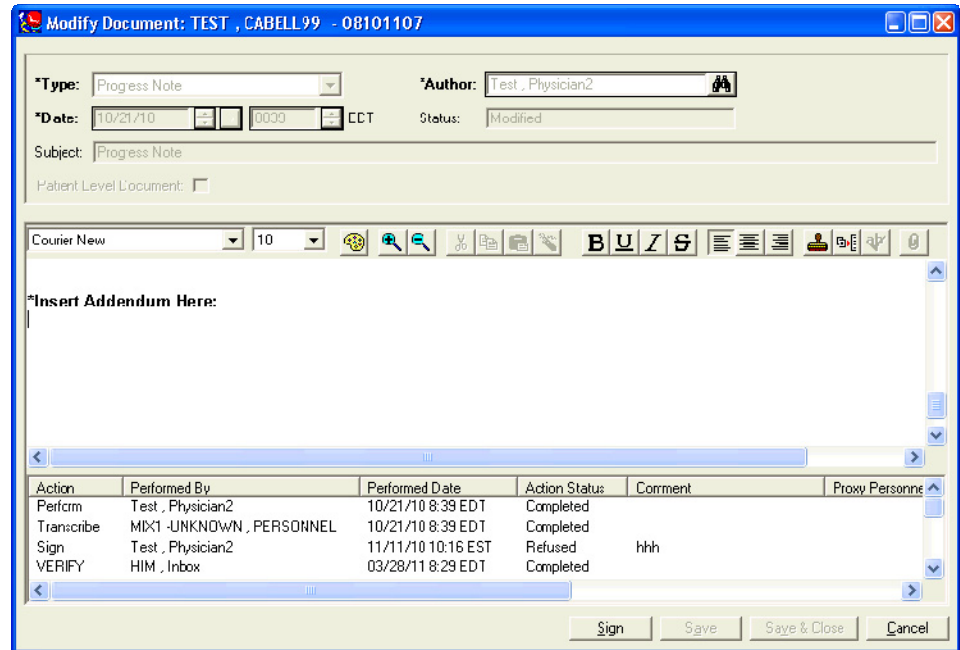 Modify Document: TEST , CABELL99 - 08101107
*Type: Progress Note *Author: Test , Physician2
*Date: 10/21/10 0839 EDT Status: Modified
Subject: Progress Note
Patient Level Document:
Courier New 10 B U I S
*Insert Addendum Here:
Action Performed By Performed Date Action Status Comment Proxy Personne
Perform Test , Physician2 10/21/10 8:39 EDT Completed
Transcribe MIX1 -UNKNOWN , PERSONNEL 10/21/10 8:39 EDT Completed
Sign Test , Physician2 11/11/10 10:16 EST Refused hhh
VERIFY HIM , Inbox 03/28/11 8:29 EDT Completed
Sign Save Save & Close Cancel